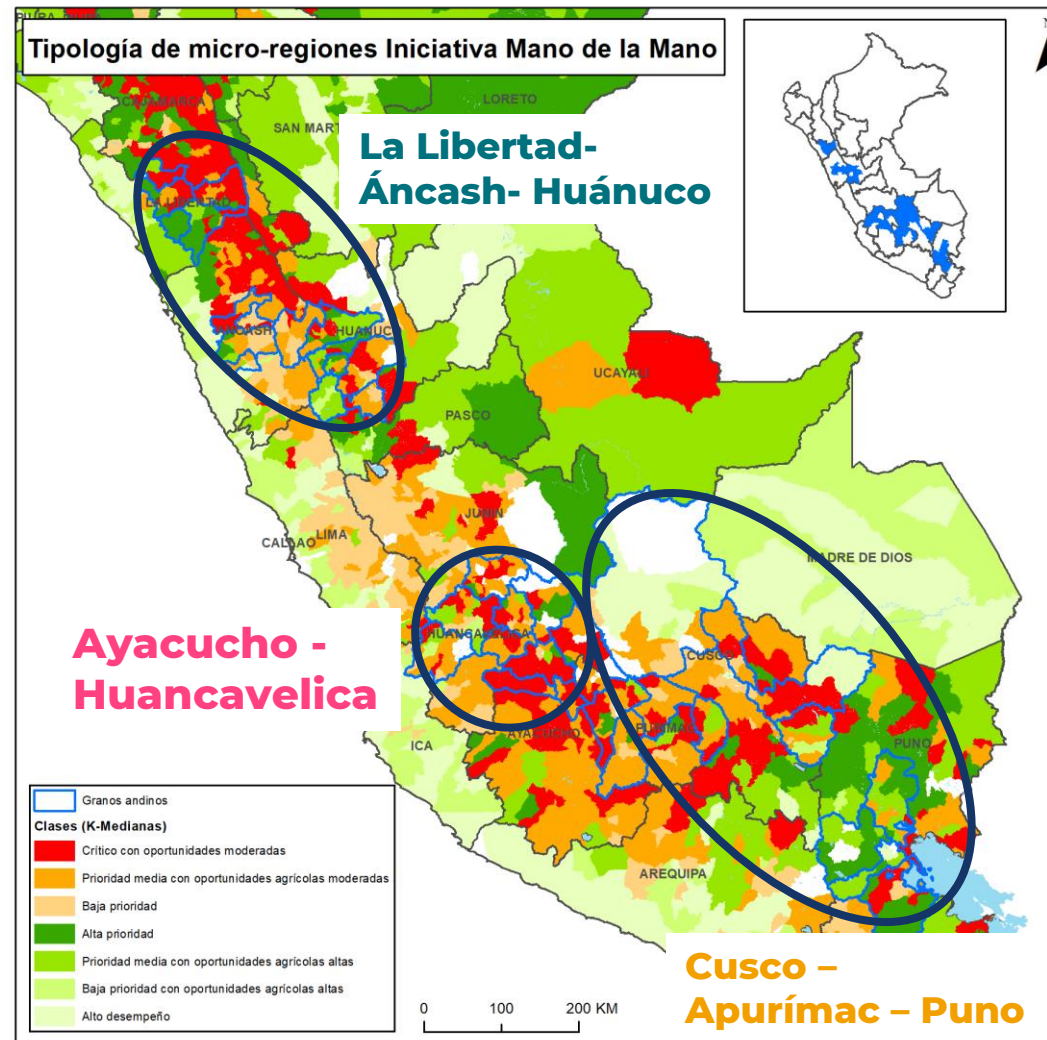 Tipología de micro-regiones Iniciativa Mano de la Mano
CAJAMARCA
LORETO
SAN MART
La Libertad-
Áncash- Huánuco
LA LIBERTAD
ANCASH
HUANUCO
UCAYALI
PASCO
JUNIN
LIMA
CALLAO
MADRE DE DIOS
HUANCAVELICA
Ayacucho -
Huancavelica
CUSCO
ICA
AYACUCHO
APURIMAC
PUNO
AREQUIPA
Granos andinos
Clases (K-Medianas)
Crítico con oportunidades moderadas
Prioridad media con oportunidades agrícolas moderadas
Baja prioridad
Alta prioridad
Prioridad media con oportunidades agrícolas altas
Baja prioridad con oportunidades agrícolas altas
Alto desempeño
0 100 200 KM
Cusco –
Apurímac – Puno